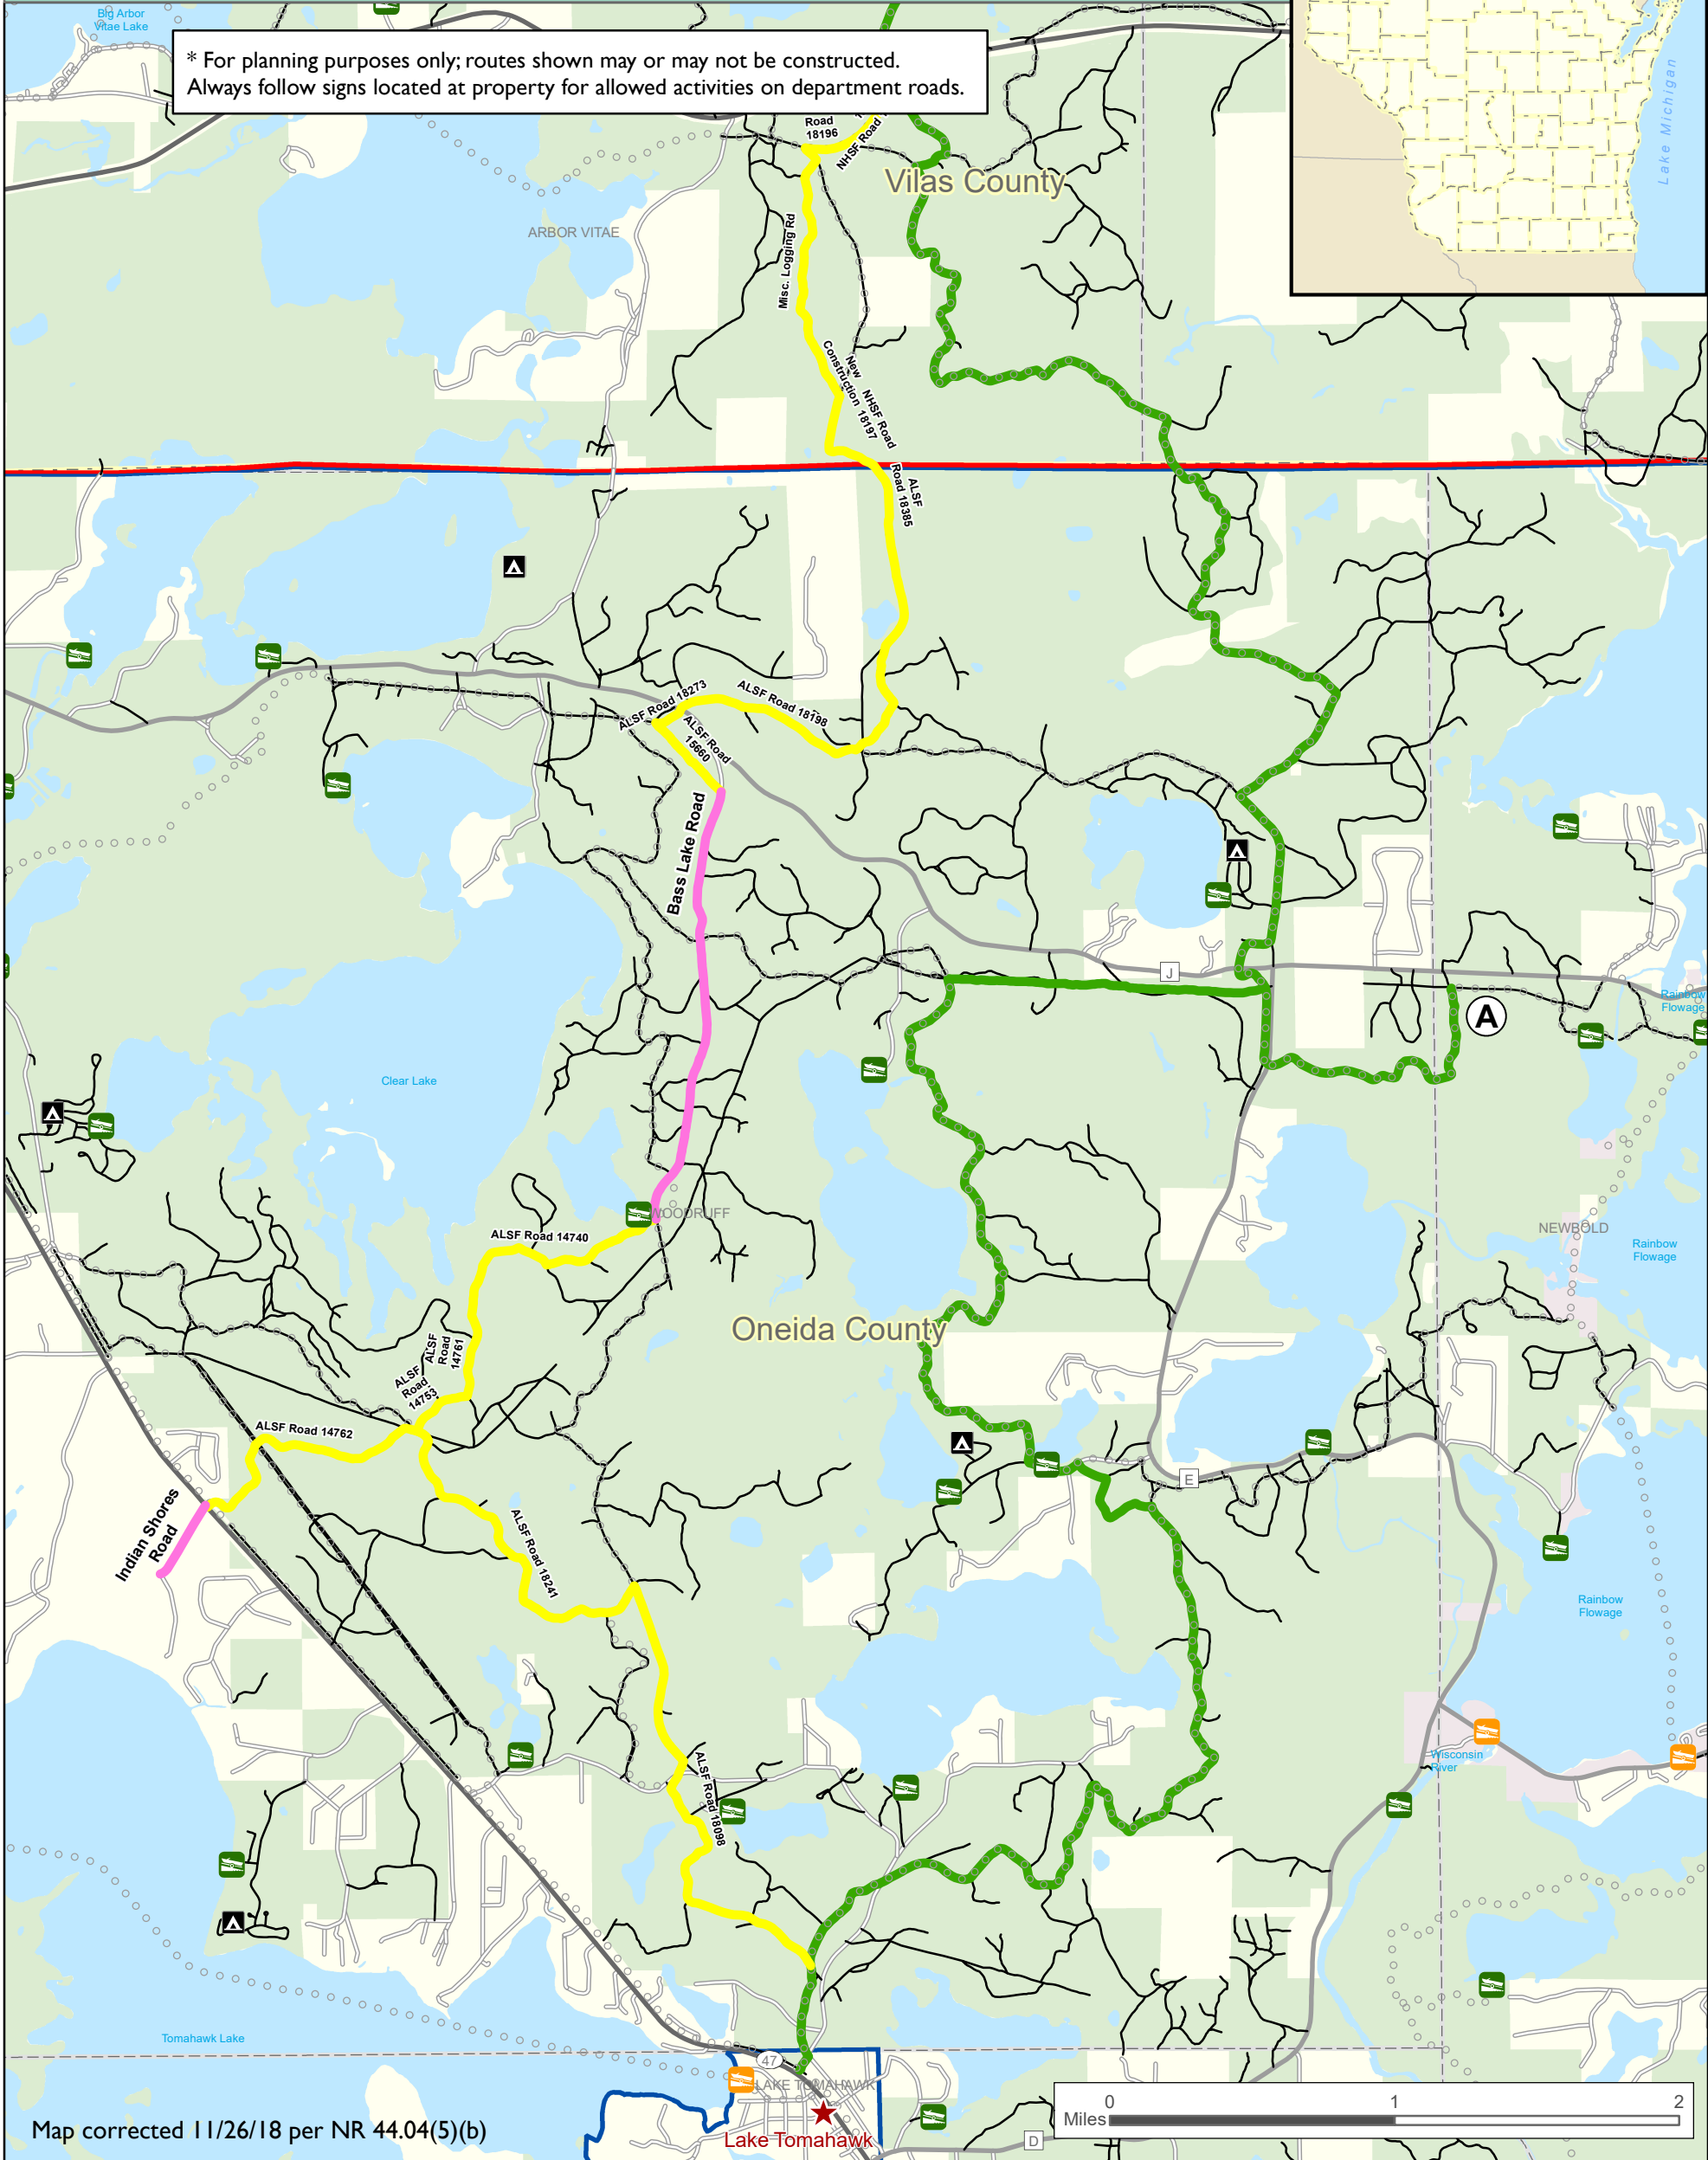 Big Arbor
Vitae Lake
* For planning purposes only; routes shown may or may not be constructed.
Always follow signs located at property for allowed activities on department roads.
Lake Michigan
Road
18196
NHSF Road
Vilas County
ARBOR VITAE
Misc. Logging Rd
New
Construction 18197
NHSF Road
ALSF
Road 18385
ALSF Road 18273
ALSF Road 18198
ALSF Road
15660
Bass Lake Road
J
A
Rainbow
Flowage
Clear Lake
WOODRUFF
NEWBOLD
ALSF Road 14740
Rainbow
Flowage
Oneida County
ALSF
Road
14761
ALSF
Road
14753
ALSF Road 14762
E
Indian Shores
Road
ALSF Road 18241
Rainbow
Flowage
Wisconsin
River
ALSF Road 18098
Tomahawk Lake
47
LAKE TOMAHAWK
0 1 2
Miles
Map corrected 11/26/18 per NR 44.04(5)(b)
Lake Tomahawk
D